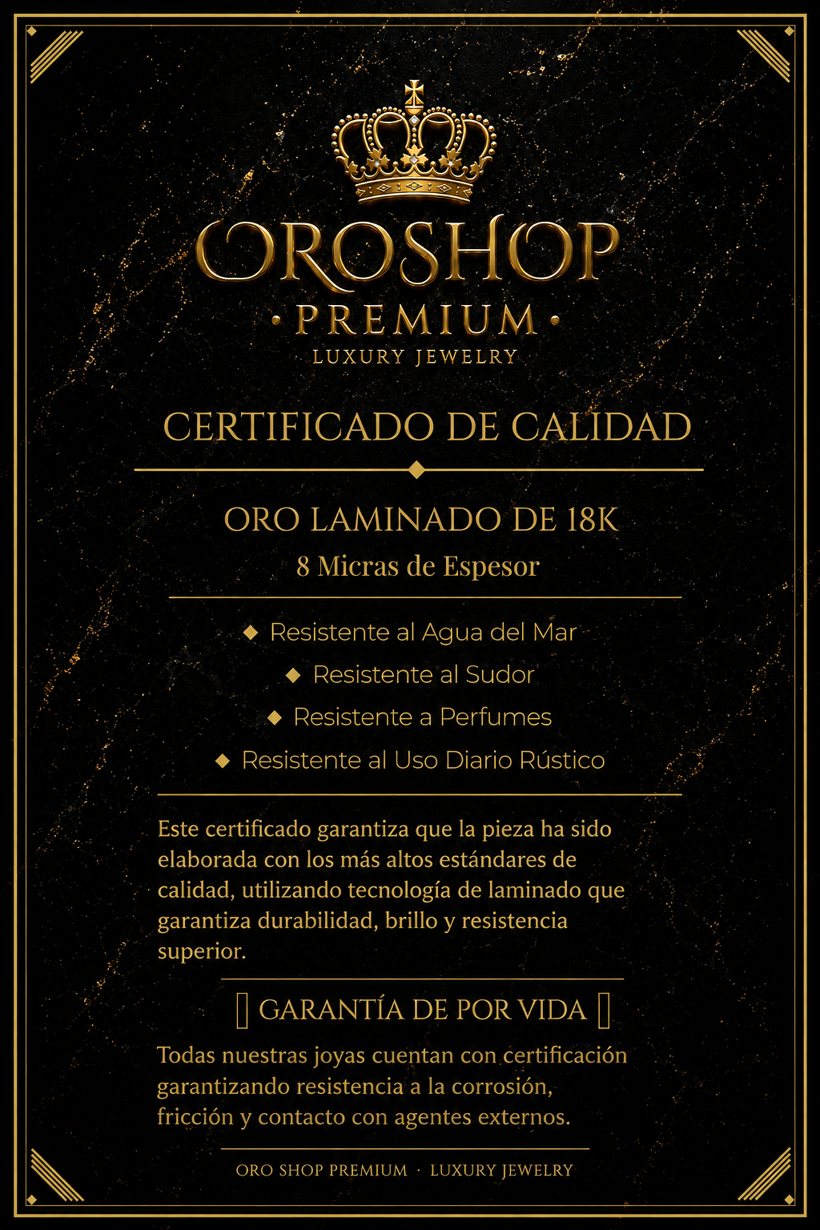 OROSHOP
· PREMIUM ·
LUXURY JEWELRY
CERTIFICADO DE CALIDAD
ORO LAMINADO DE 18K
8 Micras de Espesor
◆ Resistente al Agua del Mar
◆ Resistente al Sudor
◆ Resistente a Perfumes
◆ Resistente al Uso Diario Rústico
Este certificado garantiza que la pieza ha sido
elaborada con los más altos estándares de
calidad, utilizando tecnología de laminado que
garantiza durabilidad, brillo y resistencia
superior.
▯ GARANTÍA DE POR VIDA ▯
Todas nuestras joyas cuentan con certificación
garantizando resistencia a la corrosión,
fricción y contacto con agentes externos.
ORO SHOP PREMIUM · LUXURY JEWELRY